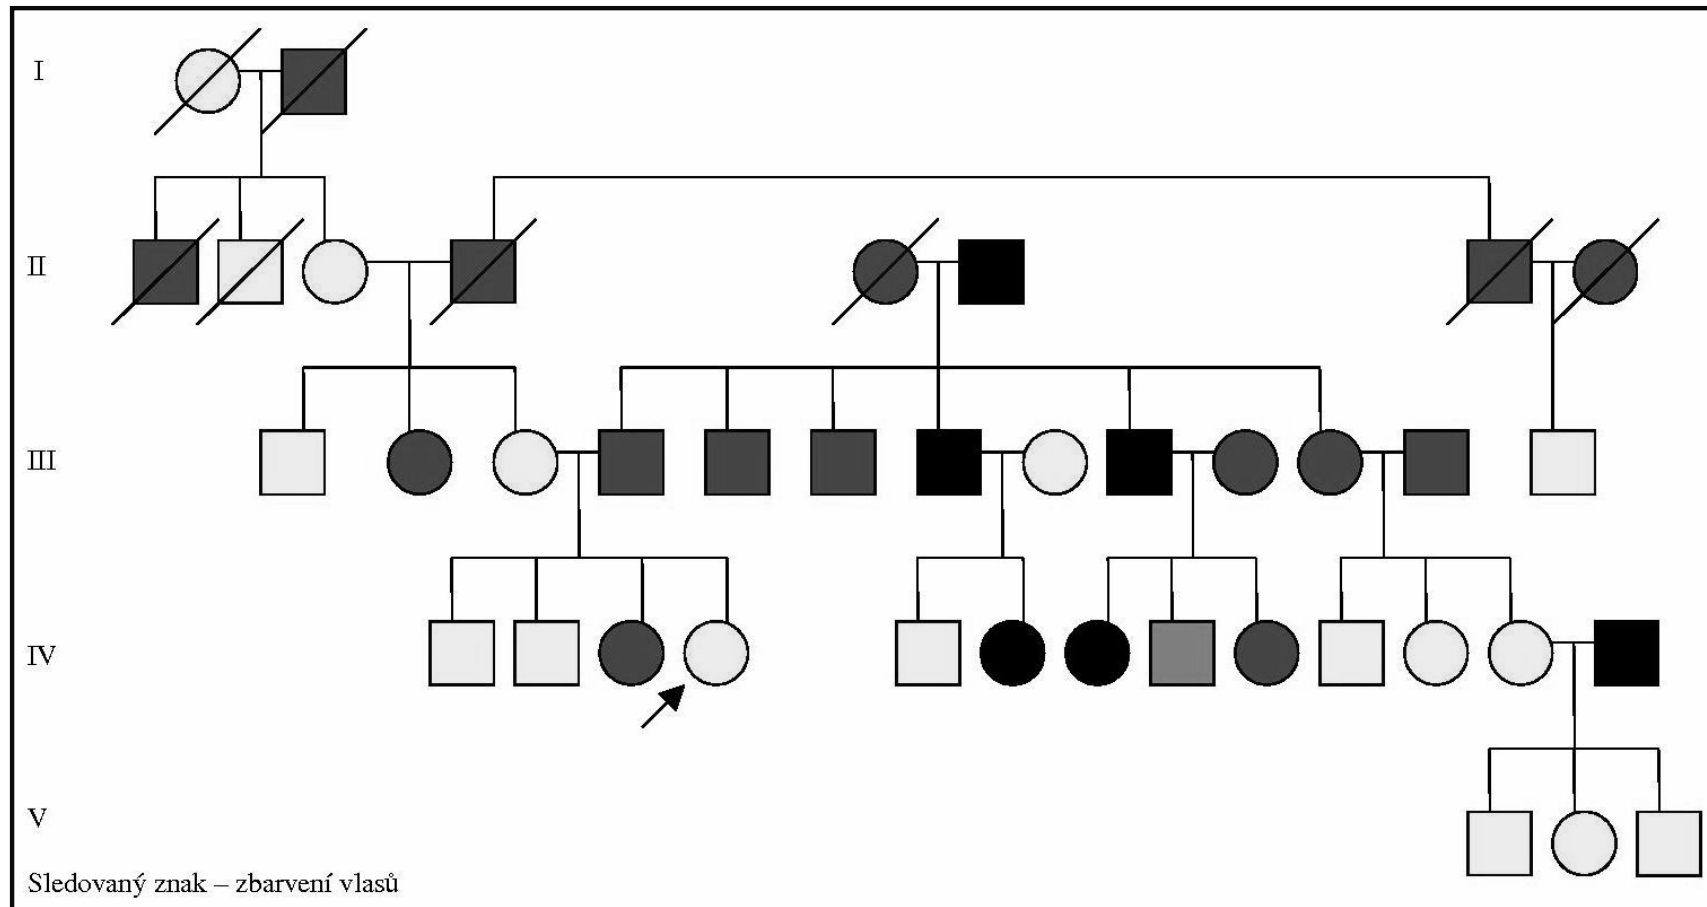 I
II
III
IV
V
Sledovaný znak – zbarvení vlasů